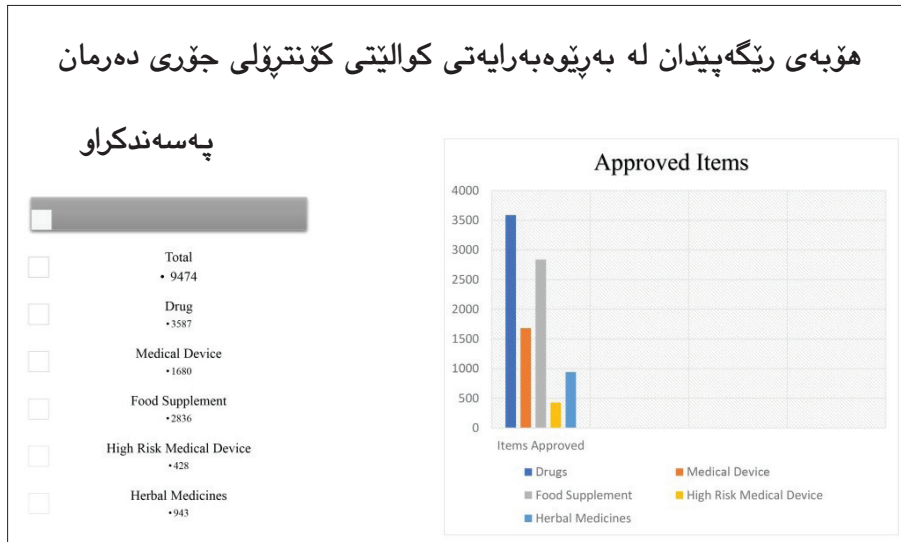 هۆبەی رێگەپێدان لە بەڕێوەبەرایەتی کوالێتی کۆنترۆڵی جۆری دەرمان
پەسەندکراو
Total
• 9474
Drug
•3587
Medical Device
•1680
Food Supplement
•2836
High Risk Medical Device
•428
Herbal Medicines
•943
Approved Items
4000
3500
3000
2500
2000
1500
1000
500
0
Items Approved
Drugs
Medical Device
Food Supplement
High Risk Medical Device
Herbal Medicines